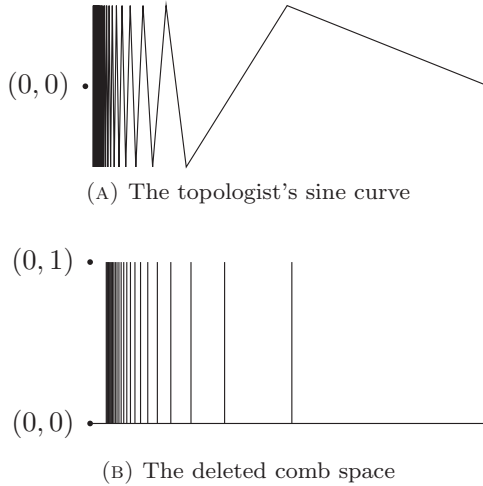 (0, 0)
(A) The topologist's sine curve
(0, 1)
(0, 0)
(B) The deleted comb space